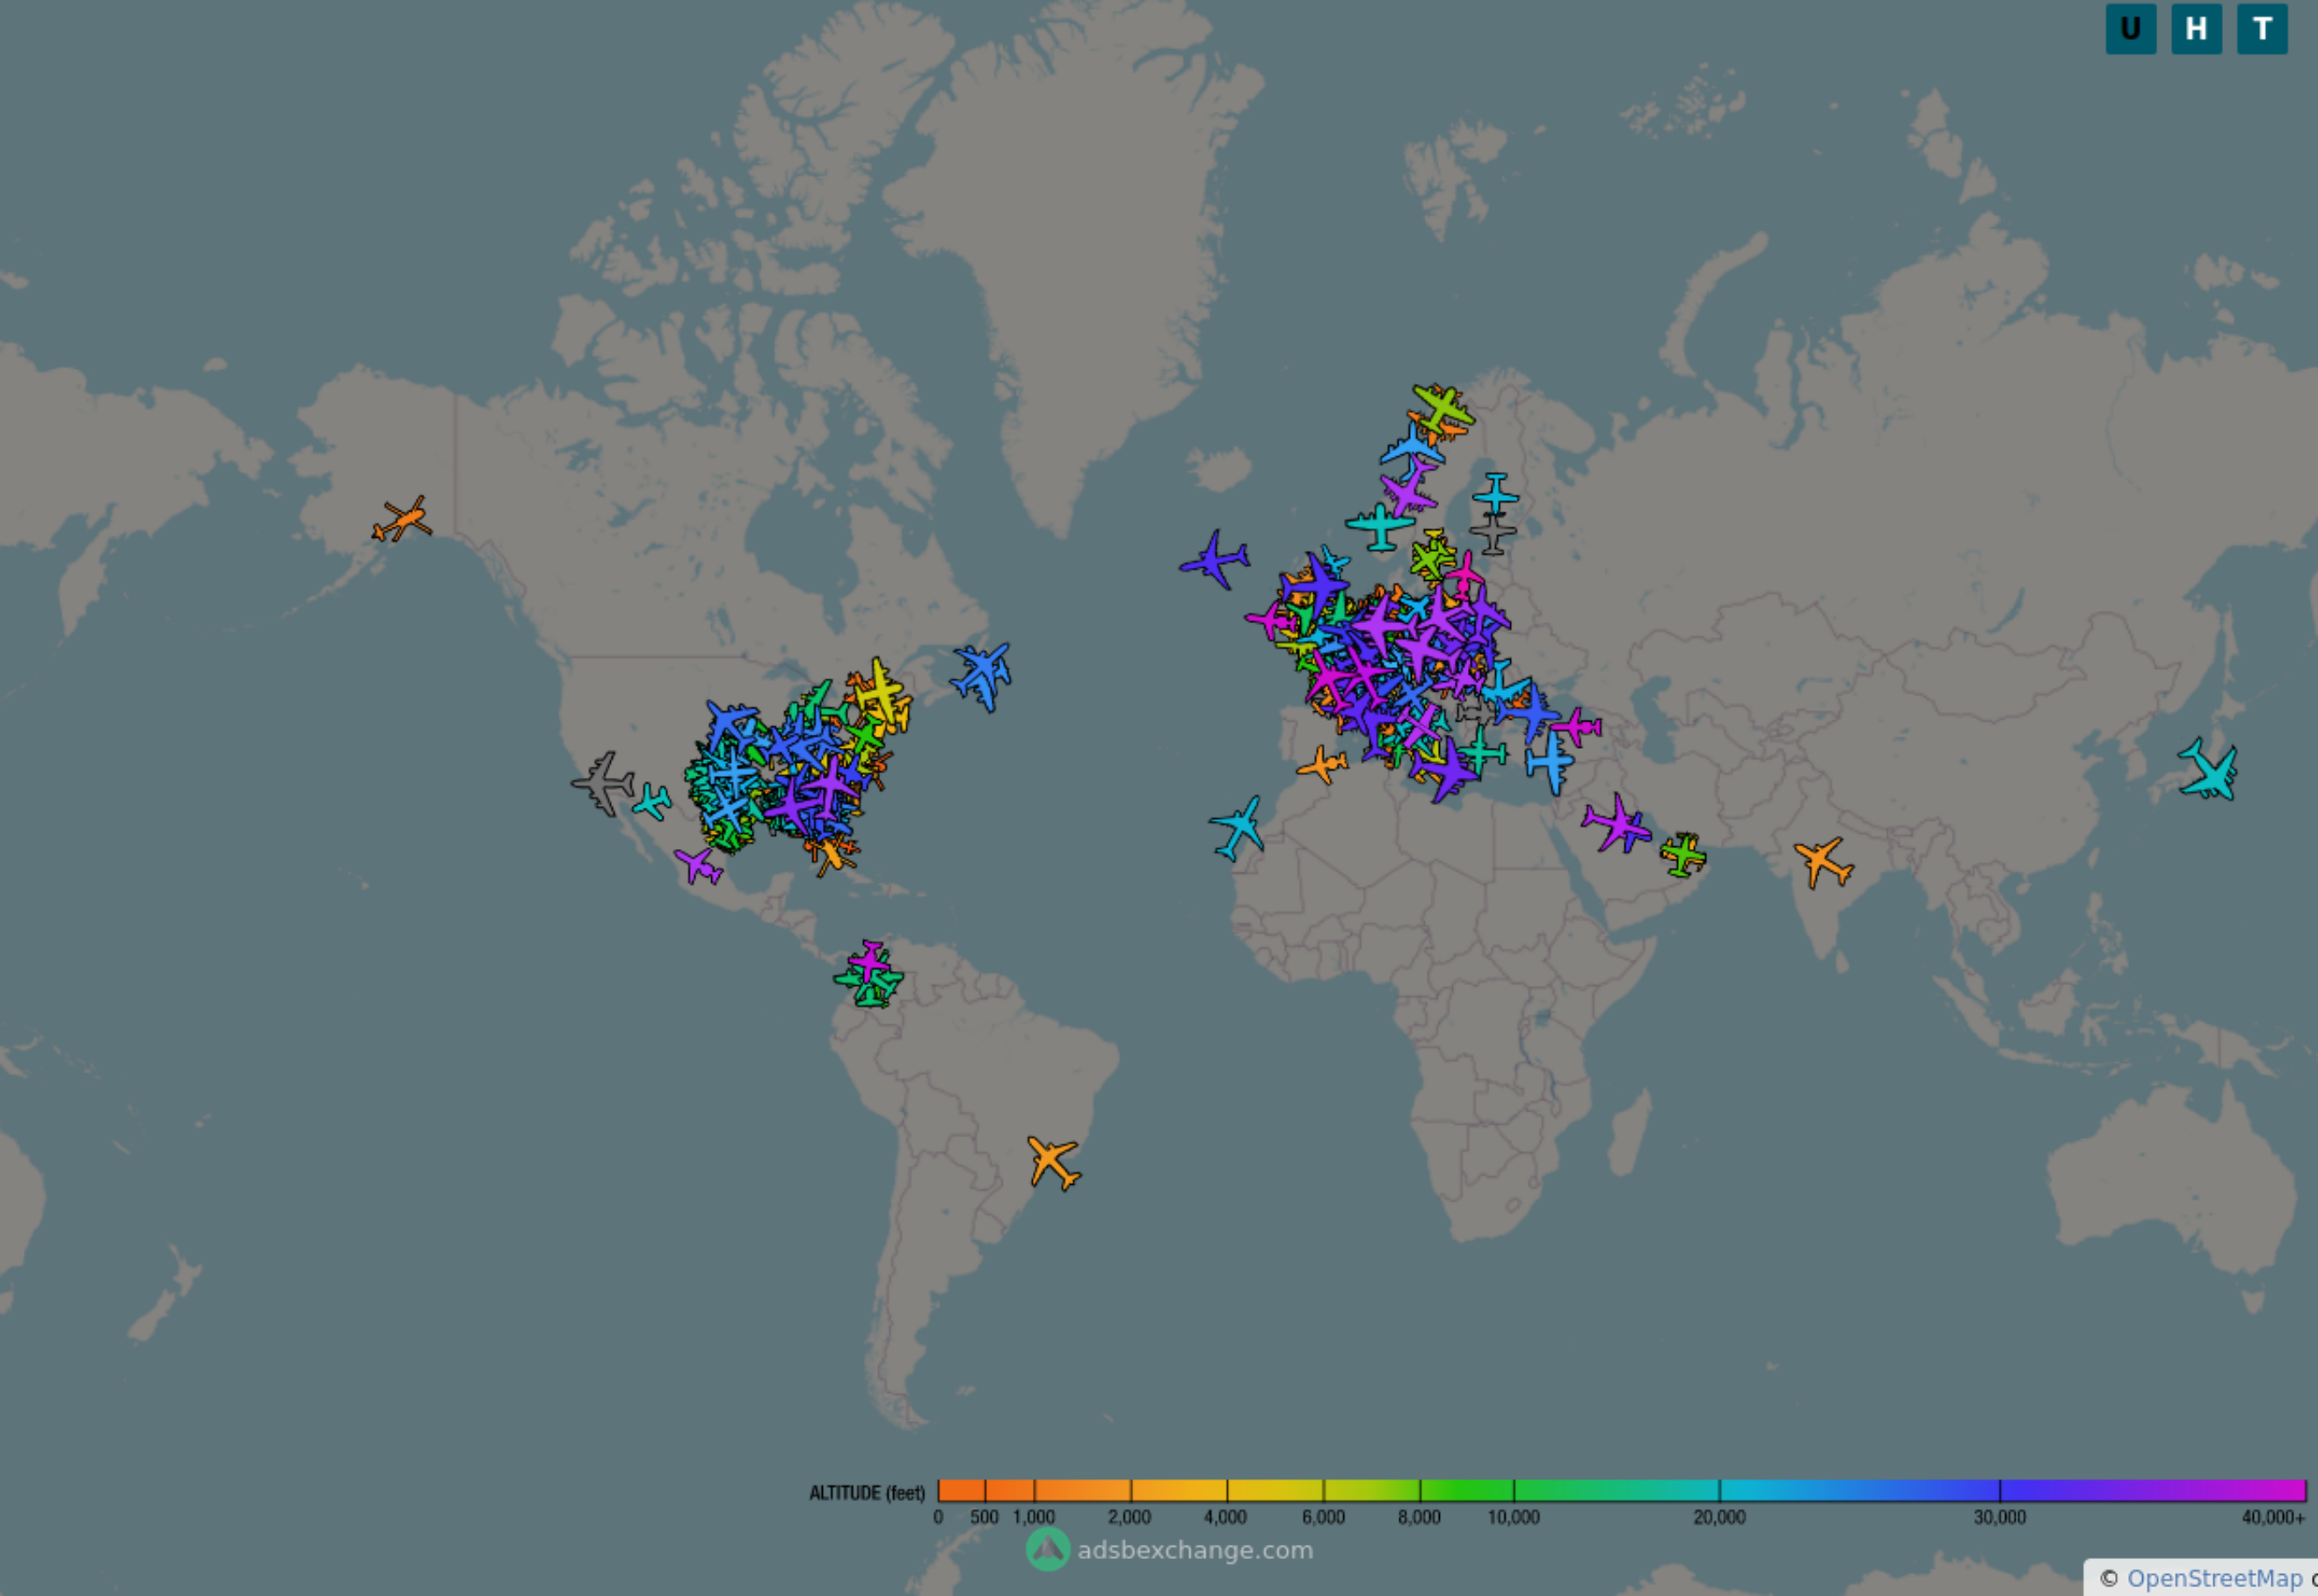 U H T
ALTITUDE (feet)
0 500 1,000 2,000 4,000 6,000 8,000 10,000 20,000 30,000 40,000+
adsbexchange.com
© OpenStreetMap